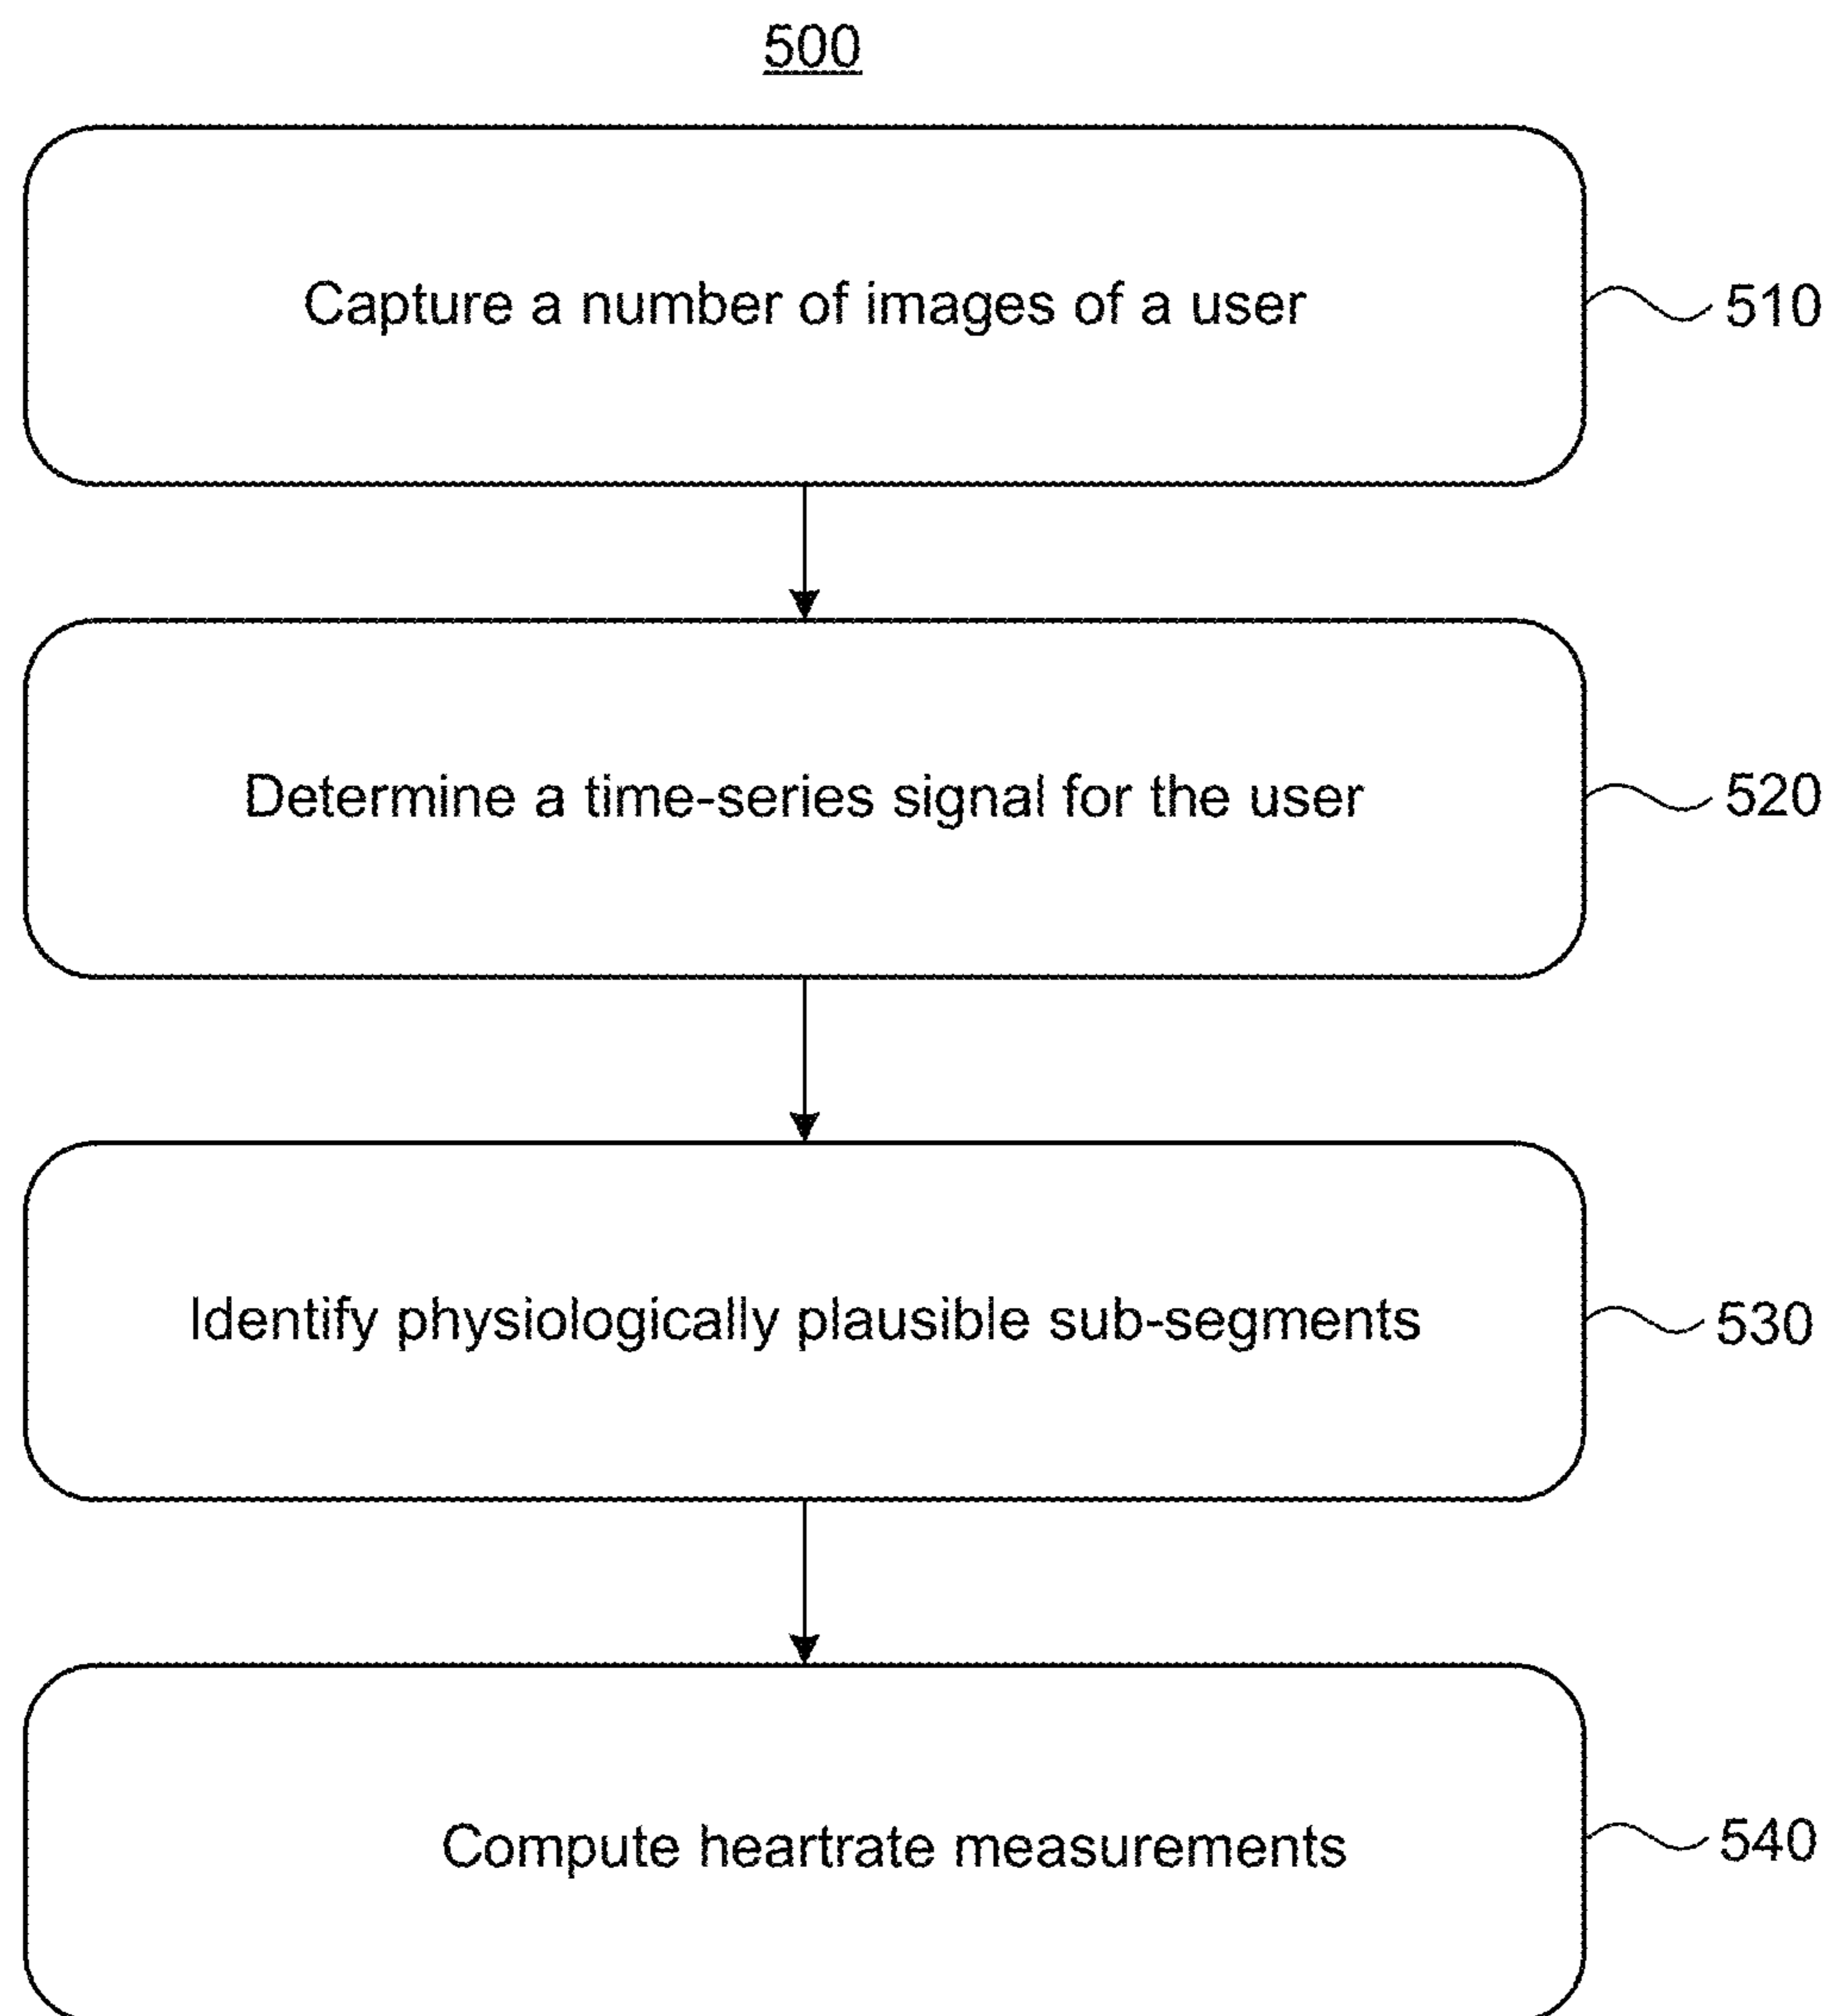 500
Capture a number of images of a user
510
Determine a time-series signal for the user
520
Identify physiologically plausible sub-segments
530
Compute heartrate measurements
540